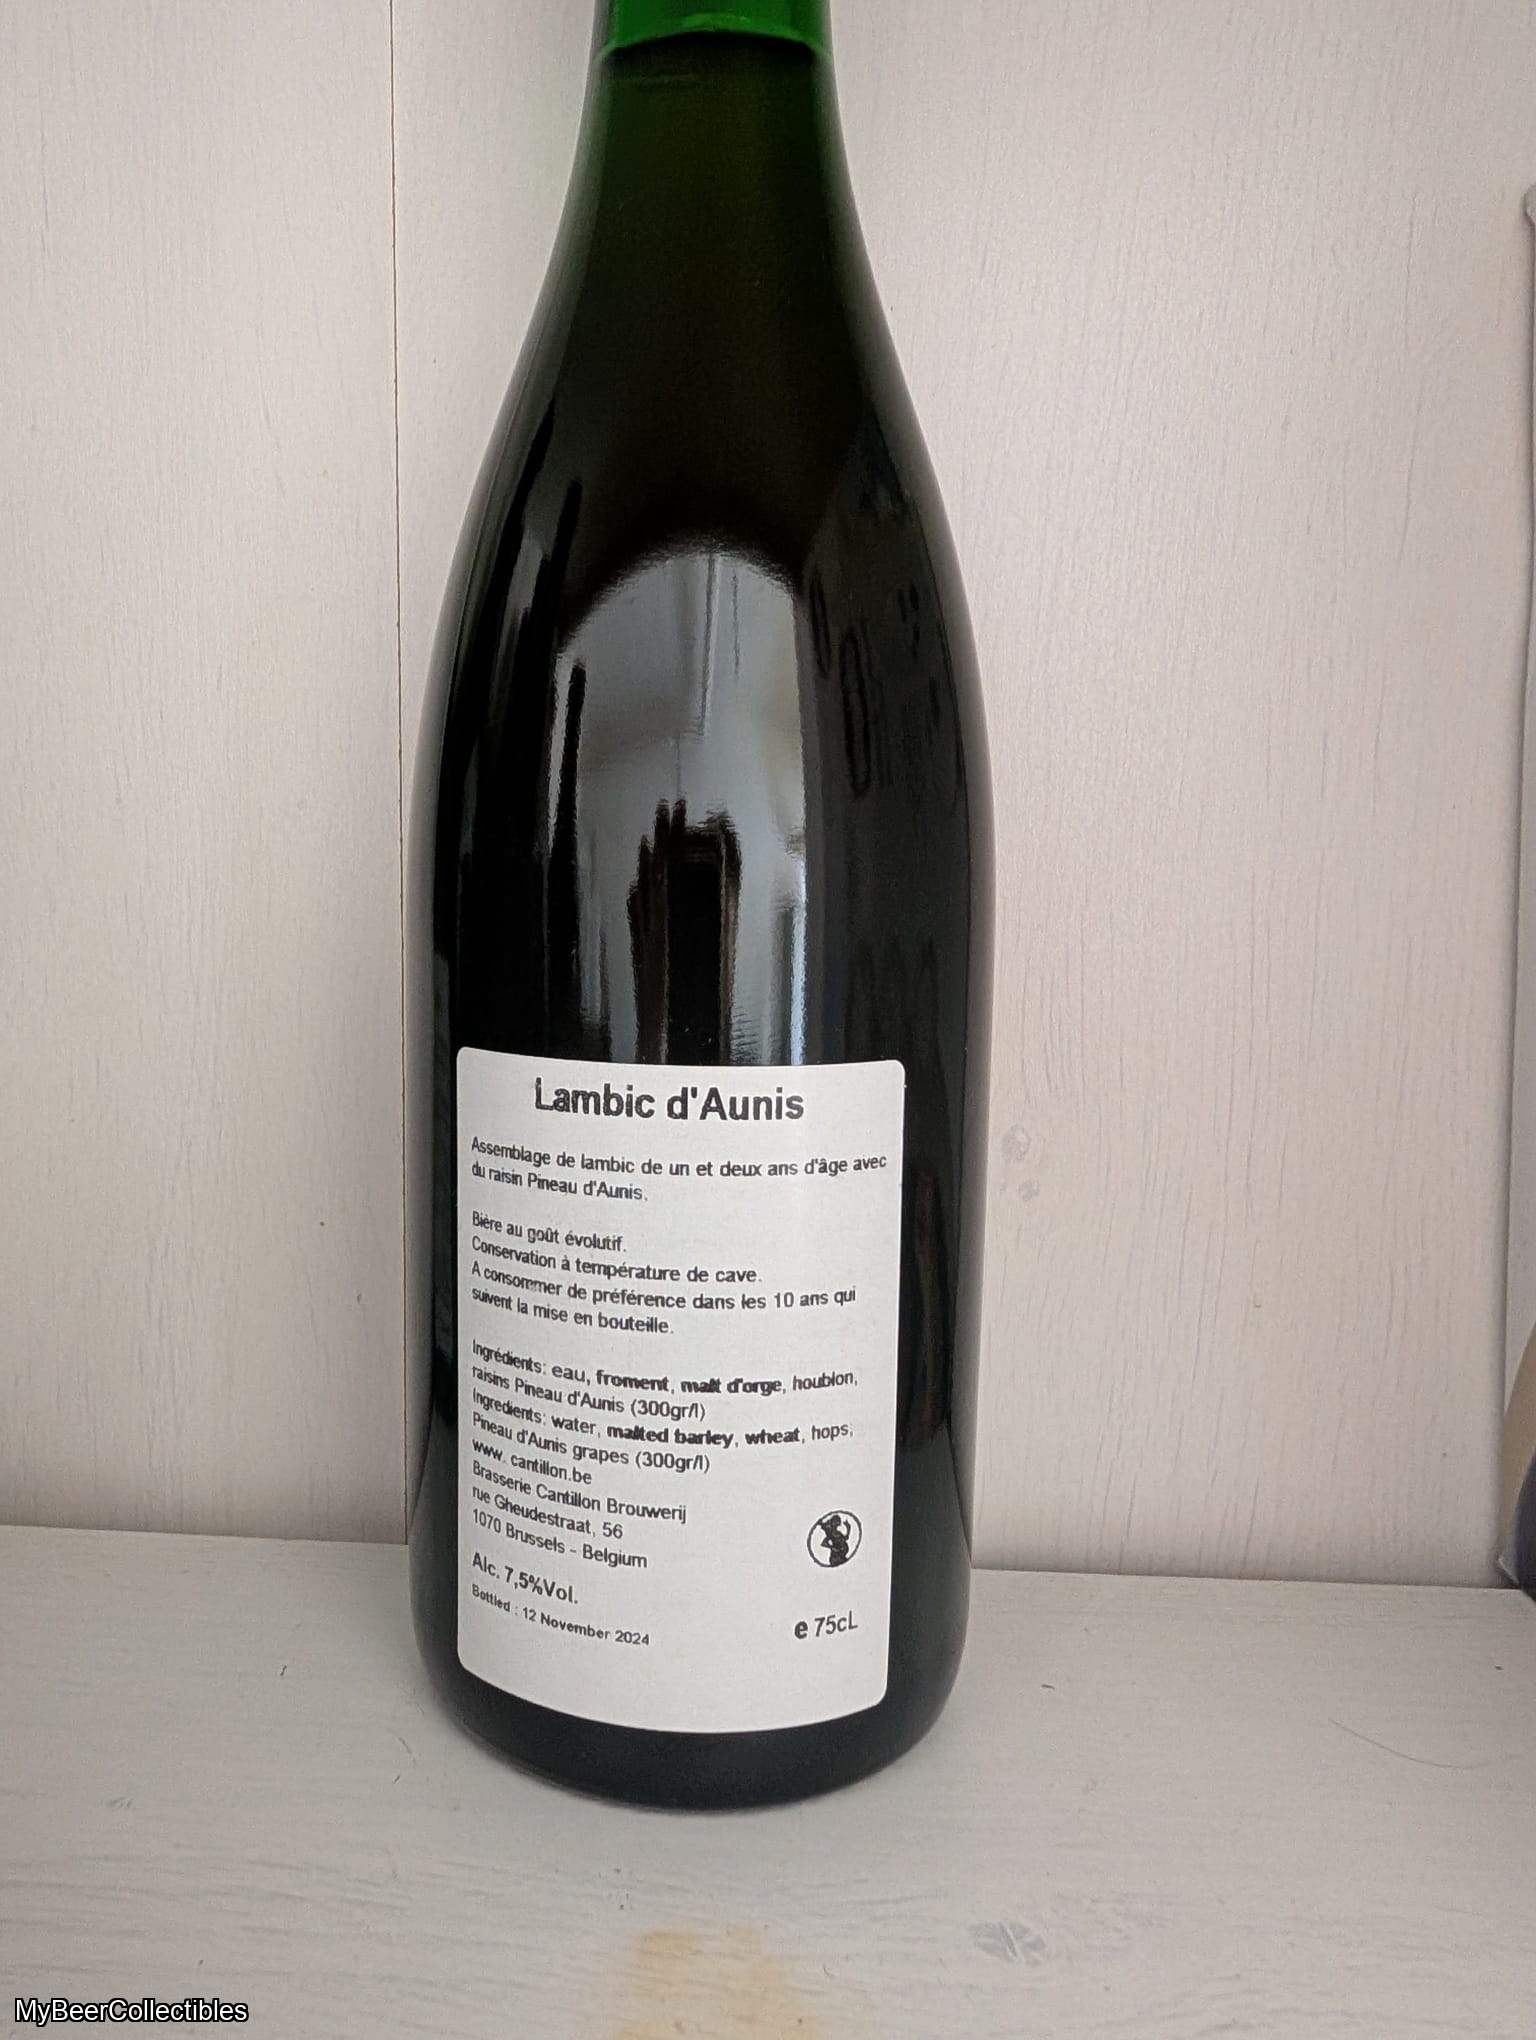 Lambic d'Aunis
Assemblage de lambic de un et deux ans d'âge avec
du raisin Pineau d'Aunis.
Bière au goût évolutif.
Conservation à température de cave.
A consommer de préférence dans les 10 ans qui
suivent la mise en bouteille.
Ingrédients: eau, froment, malt d'orge, houblon,
raisins Pineau d'Aunis (300gr/l)
Ingredients: water, malted barley, wheat, hops,
Pineau d'Aunis grapes (300gr/l)
www. cantillon.be
Brasserie Cantillon Brouwerij
rue Gheudestraat, 56
1070 Brussels - Belgium
Alc. 7,5%Vol.
Bottled : 12 November 2024
e 75cL
MyBeerCollectibles